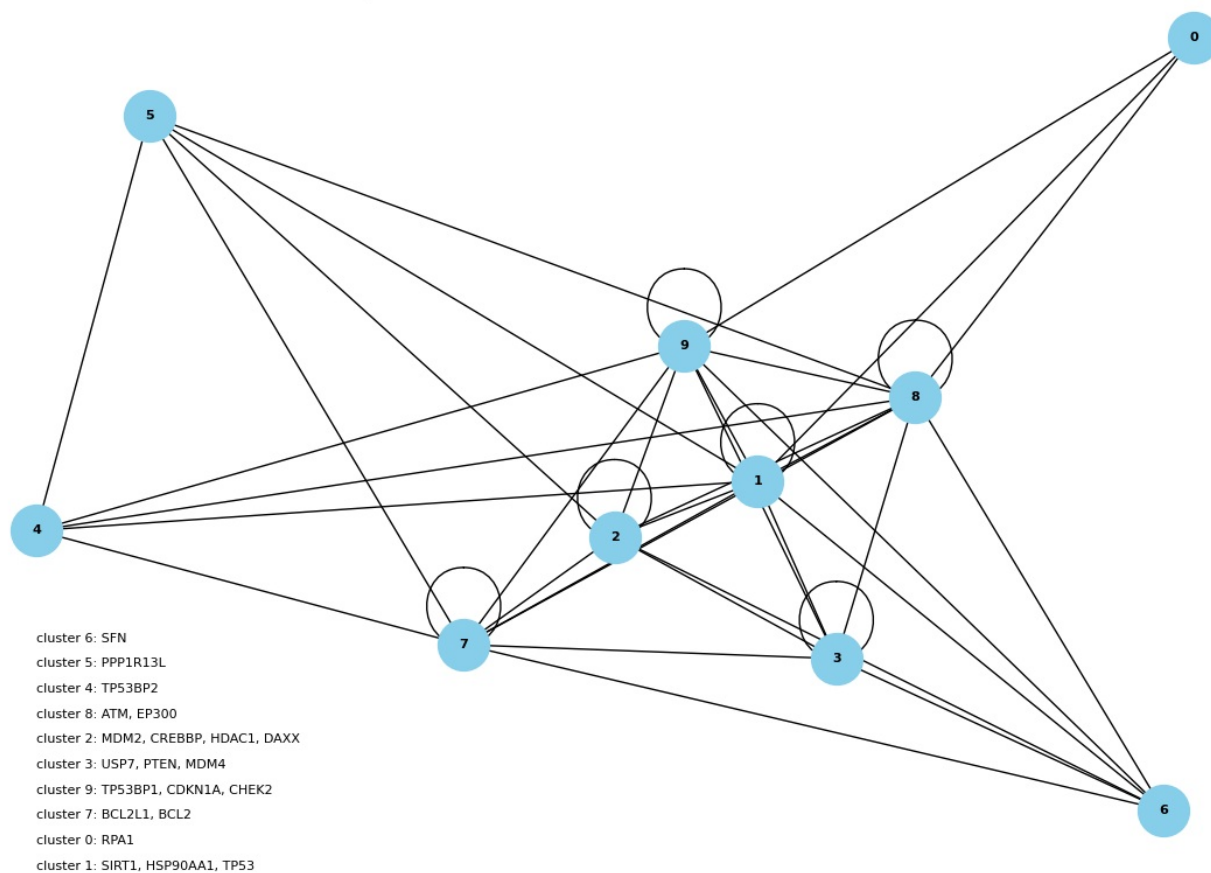 0
5
9
8
1
2
4
7
3
6
cluster 6: SFN
cluster 5: PPP1R13L
cluster 4: TP53BP2
cluster 8: ATM, EP300
cluster 2: MDM2, CREBBP, HDAC1, DAXX
cluster 3: USP7, PTEN, MDM4
cluster 9: TP53BP1, CDKN1A, CHEK2
cluster 7: BCL2L1, BCL2
cluster 0: RPA1
cluster 1: SIRT1, HSP90AA1, TP53